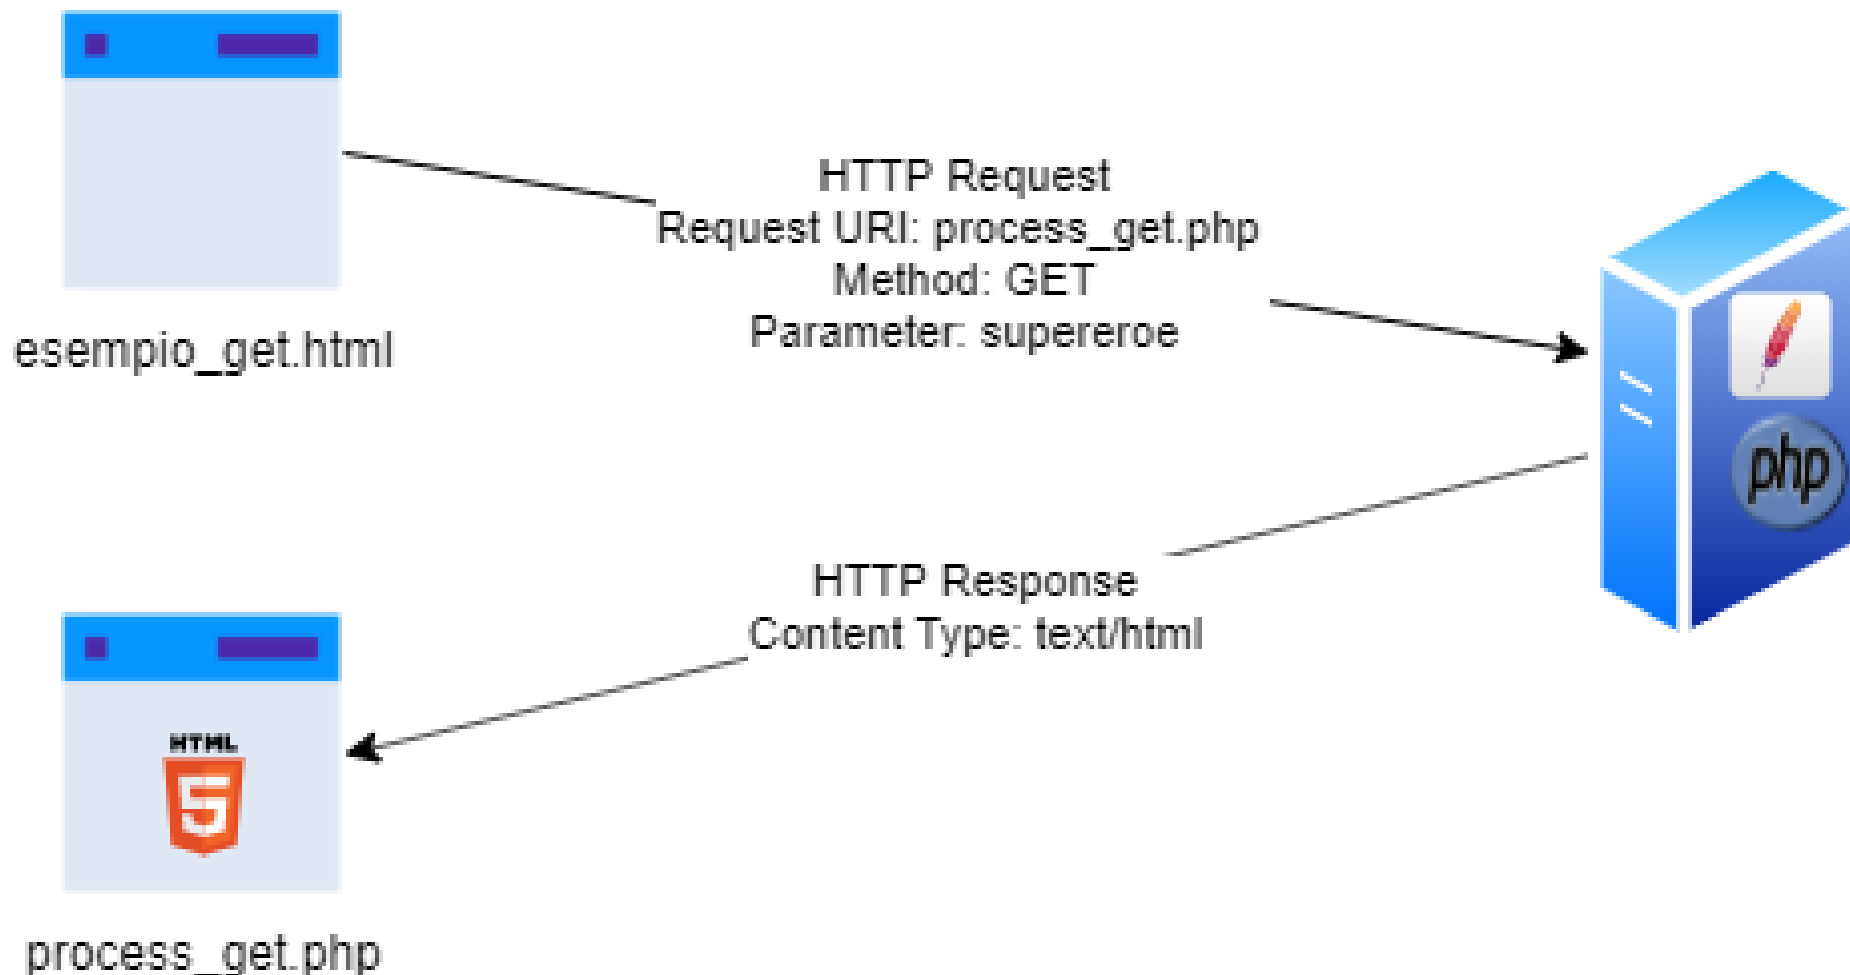 HTTP Request
Request URI: process_get.php
Method: GET
Parameter: supereroe
esempio_get.html
php
HTTP Response
Content Type: text/html
HTML
5
process_get.php